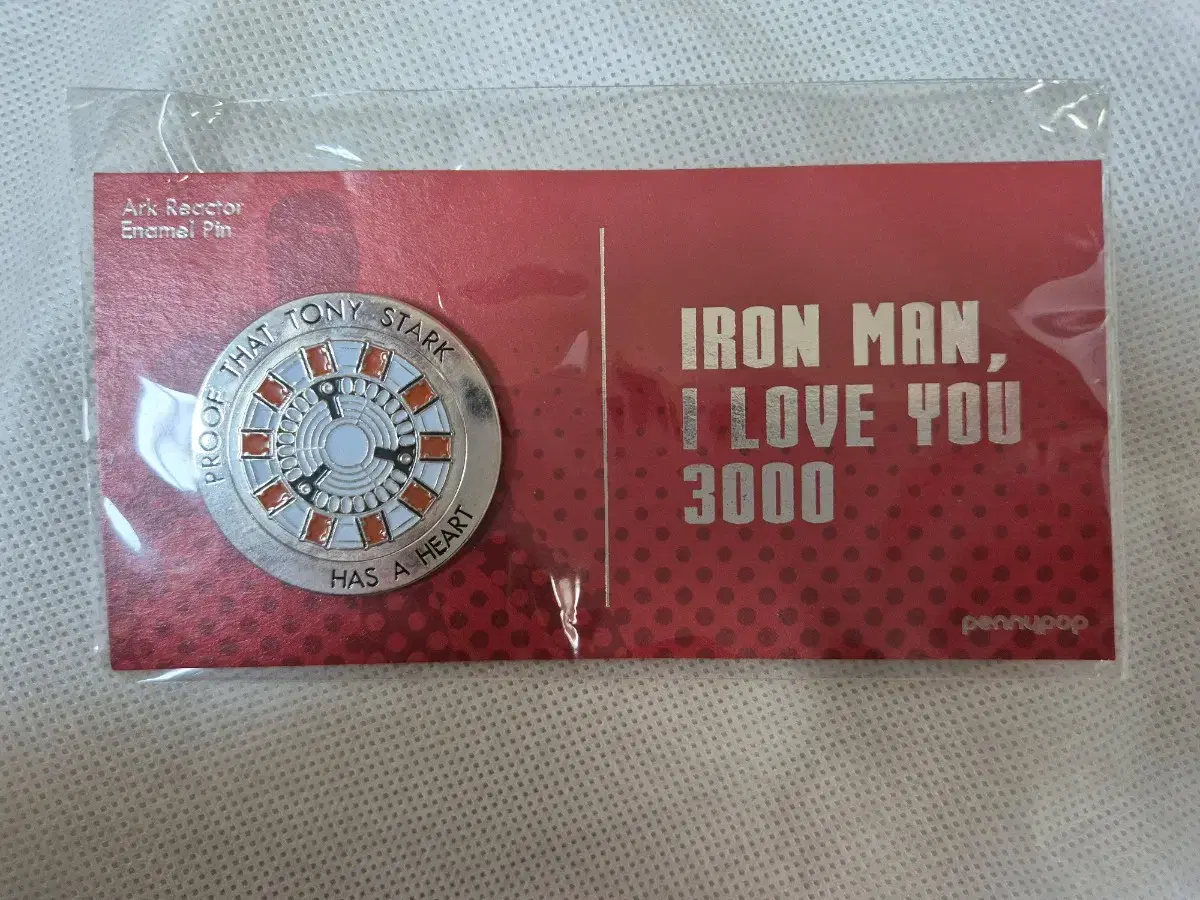 Ark Reactor
Enamel Pin
PROOF THAT TONY STARK
HAS A HEART
IRON MAN,
I LOVE YOU
3000
pennypop